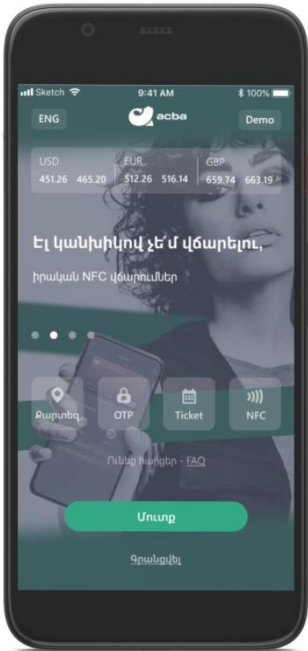 Sketch 9:41 AM 100%
ENG acba Demo
USD EUR GBP
451.26 465.20 512.26 516.14 659.74 663.19
Էլ կանխիկով չե՛մ վճարելու,
իրական NFC վճարումներ
Քարտեզ OTP Ticket NFC
Ունեք հարցեր - FAQ
Մուտք
Գրանցվել